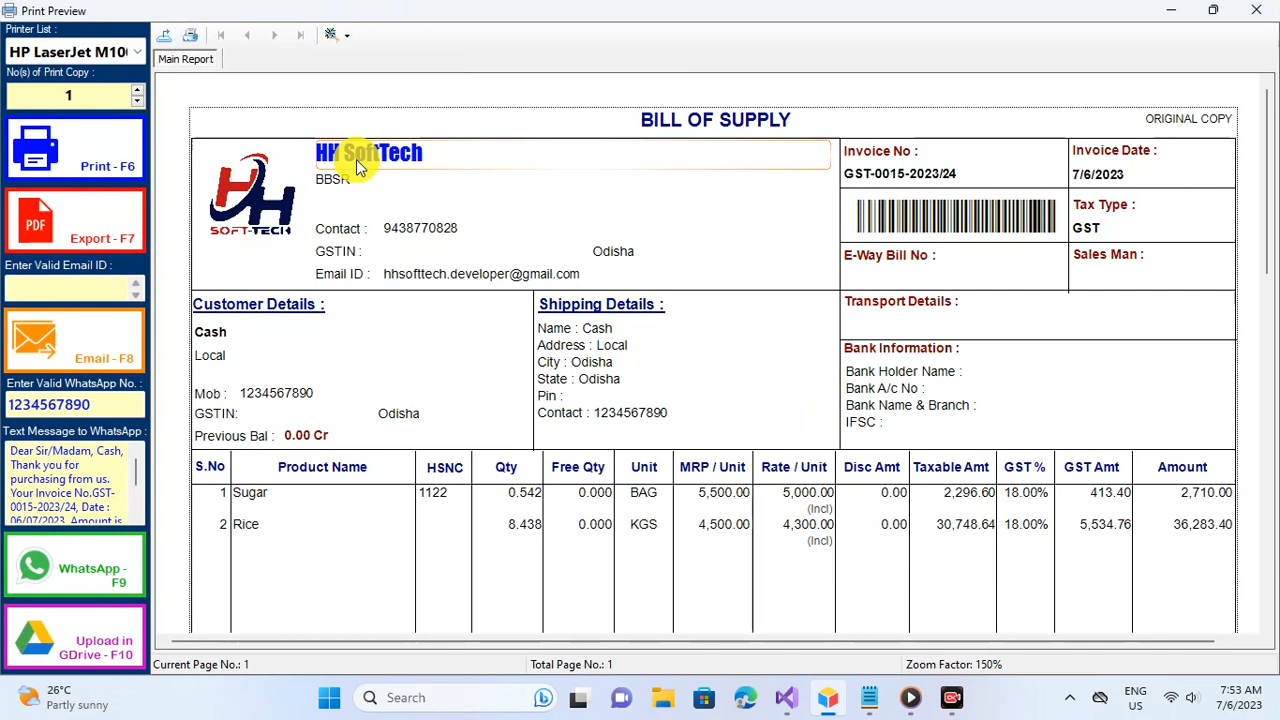 Print Preview
Printer List :
HP LaserJet M10
No(s) of Print Copy :
1
Print - F6
PDF
Export - F7
Enter Valid Email ID :
Email - F8
Enter Valid WhatsApp No. :
1234567890
Text Message to WhatsApp :
Dear Sir/Madam, Cash,
Thank you for
purchasing from us.
Your Invoice No.GST-
0015-2023/24, Date :
06/07/2023, Amount is
WhatsApp -
F9
Upload in
GDrive - F10
Main Report
BILL OF SUPPLY
ORIGINAL COPY
HH SoftTech
BBSR
SOFT-TECH
Contact : 9438770828
GSTIN : Odisha
Email ID : hhsofttech.developer@gmail.com
Invoice No :
GST-0015-2023/24
Invoice Date :
7/6/2023
Tax Type :
GST
E-Way Bill No :
Sales Man :
Customer Details :
Cash
Local
Mob : 1234567890
GSTIN: Odisha
Previous Bal : 0.00 Cr
Shipping Details :
Name : Cash
Address : Local
City : Odisha
State : Odisha
Pin :
Contact : 1234567890
Transport Details :
Bank Information :
Bank Holder Name :
Bank A/c No :
Bank Name & Branch :
IFSC :
S.No Product Name HSNC Qty Free Qty Unit MRP / Unit Rate / Unit Disc Amt Taxable Amt GST % GST Amt Amount
1 Sugar 1122 0.542 0.000 BAG 5,500.00 5,000.00 0.00 2,296.60 18.00% 413.40 2,710.00
(Incl)
2 Rice 8.438 0.000 KGS 4,500.00 4,300.00 0.00 30,748.64 18.00% 5,534.76 36,283.40
(Incl)
Current Page No.: 1 Total Page No.: 1 Zoom Factor: 150%
26°C
Partly sunny
Search
ENG
US
7:53 AM
7/6/2023